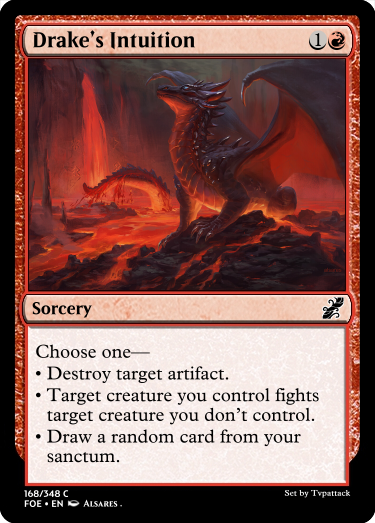 Drake's Intuition
1
Sorcery
Choose one—
• Destroy target artifact.
• Target creature you control fights
target creature you don't control.
• Draw a random card from your
sanctum.
168/348 C
FOE • EN ALSARES .
Set by Tvpattack